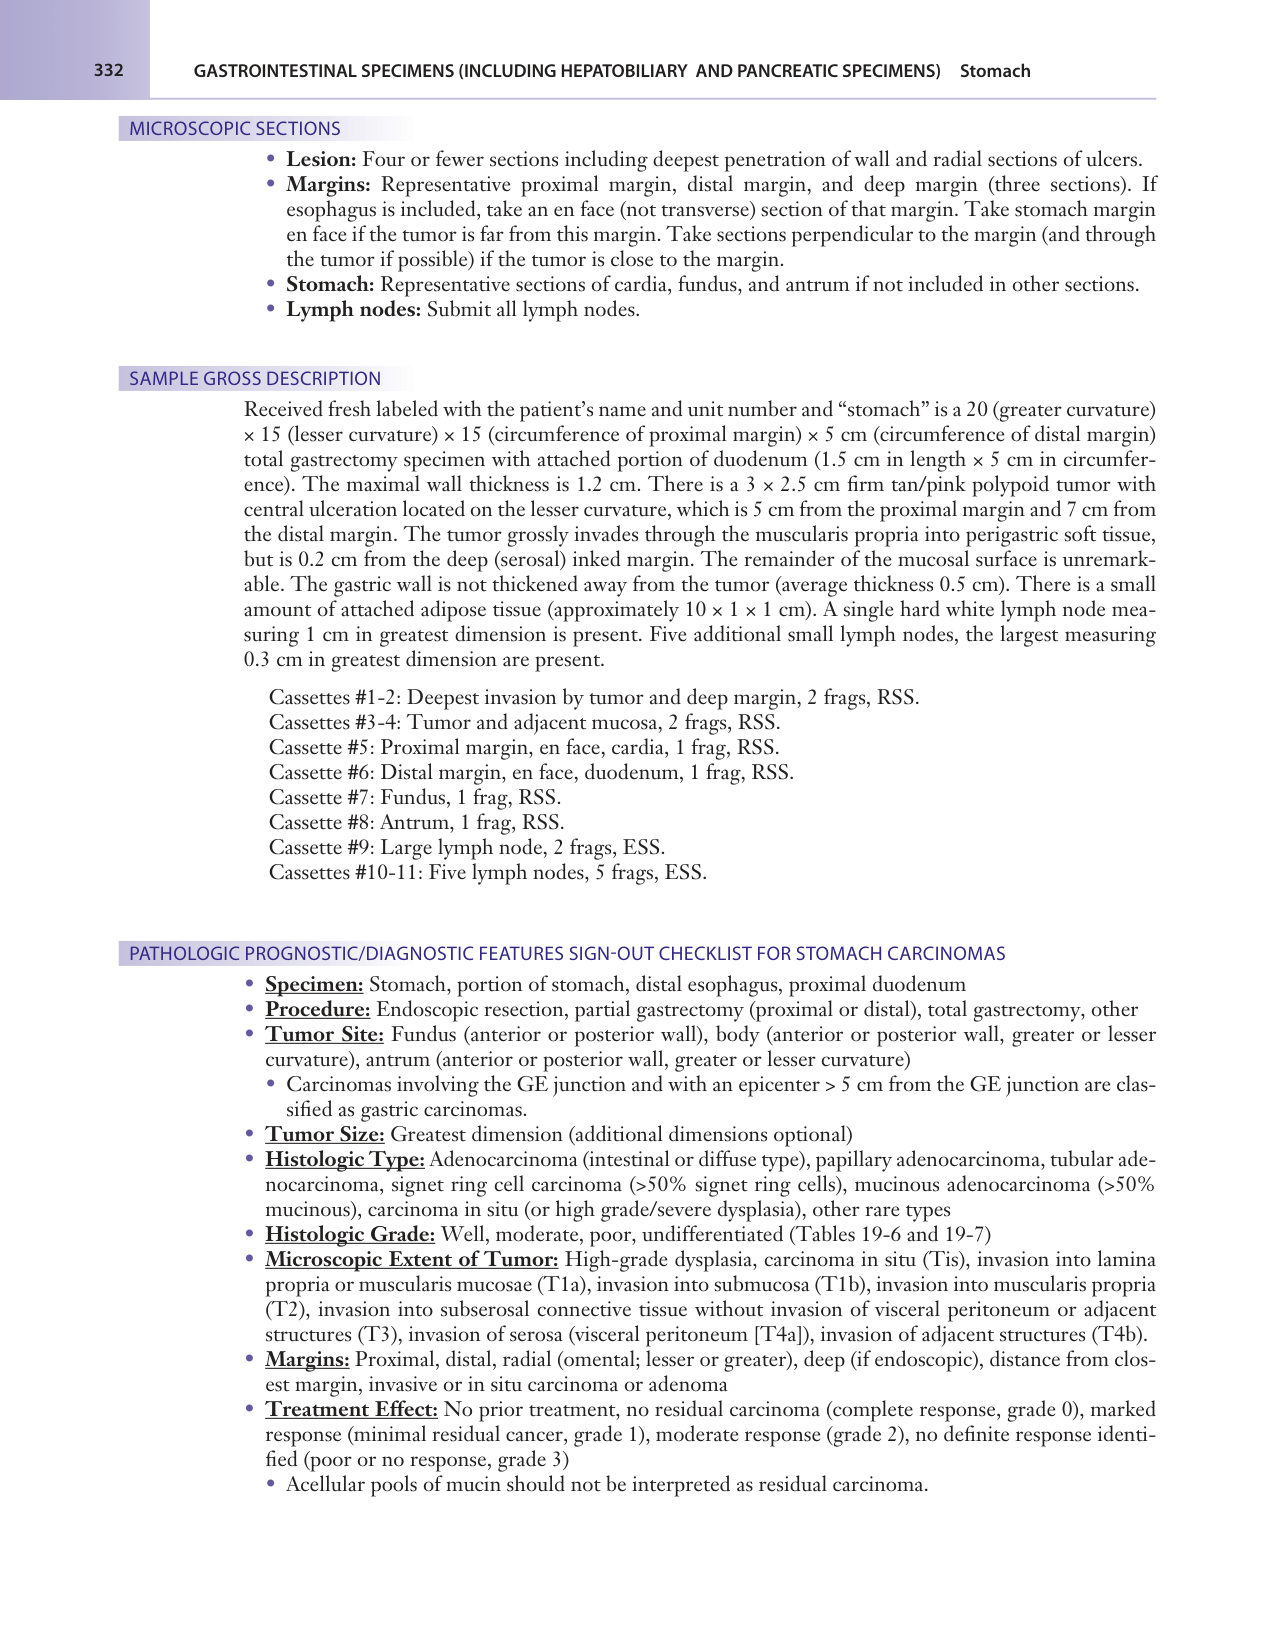 332
GASTROINTESTINAL SPECIMENS (INCLUDING HEPATOBILIARY AND PANCREATIC SPECIMENS) Stomach
MICROSCOPIC SECTIONS
• Lesion: Four or fewer sections including deepest penetration of wall and radial sections of ulcers.
• Margins: Representative proximal margin, distal margin, and deep margin (three sections). If
esophagus is included, take an en face (not transverse) section of that margin. Take stomach margin
en face if the tumor is far from this margin. Take sections perpendicular to the margin (and through
the tumor if possible) if the tumor is close to the margin.
• Stomach: Representative sections of cardia, fundus, and antrum if not included in other sections.
• Lymph nodes: Submit all lymph nodes.
SAMPLE GROSS DESCRIPTION
Received fresh labeled with the patient’s name and unit number and “stomach” is a 20 (greater curvature)
× 15 (lesser curvature) × 15 (circumference of proximal margin) × 5 cm (circumference of distal margin)
total gastrectomy specimen with attached portion of duodenum (1.5 cm in length × 5 cm in circumfer-
ence). The maximal wall thickness is 1.2 cm. There is a 3 × 2.5 cm firm tan/pink polypoid tumor with
central ulceration located on the lesser curvature, which is 5 cm from the proximal margin and 7 cm from
the distal margin. The tumor grossly invades through the muscularis propria into perigastric soft tissue,
but is 0.2 cm from the deep (serosal) inked margin. The remainder of the mucosal surface is unremark-
able. The gastric wall is not thickened away from the tumor (average thickness 0.5 cm). There is a small
amount of attached adipose tissue (approximately 10 × 1 × 1 cm). A single hard white lymph node mea-
suring 1 cm in greatest dimension is present. Five additional small lymph nodes, the largest measuring
0.3 cm in greatest dimension are present.
Cassettes #1-2: Deepest invasion by tumor and deep margin, 2 frags, RSS.
Cassettes #3-4: Tumor and adjacent mucosa, 2 frags, RSS.
Cassette #5: Proximal margin, en face, cardia, 1 frag, RSS.
Cassette #6: Distal margin, en face, duodenum, 1 frag, RSS.
Cassette #7: Fundus, 1 frag, RSS.
Cassette #8: Antrum, 1 frag, RSS.
Cassette #9: Large lymph node, 2 frags, ESS.
Cassettes #10-11: Five lymph nodes, 5 frags, ESS.
PATHOLOGIC PROGNOSTIC/DIAGNOSTIC FEATURES SIGN-OUT CHECKLIST FOR STOMACH CARCINOMAS
• Specimen: Stomach, portion of stomach, distal esophagus, proximal duodenum
• Procedure: Endoscopic resection, partial gastrectomy (proximal or distal), total gastrectomy, other
• Tumor Site: Fundus (anterior or posterior wall), body (anterior or posterior wall, greater or lesser
curvature), antrum (anterior or posterior wall, greater or lesser curvature)
• Carcinomas involving the GE junction and with an epicenter > 5 cm from the GE junction are clas-
sified as gastric carcinomas.
• Tumor Size: Greatest dimension (additional dimensions optional)
• Histologic Type: Adenocarcinoma (intestinal or diffuse type), papillary adenocarcinoma, tubular ade-
nocarcinoma, signet ring cell carcinoma (>50% signet ring cells), mucinous adenocarcinoma (>50%
mucinous), carcinoma in situ (or high grade/severe dysplasia), other rare types
• Histologic Grade: Well, moderate, poor, undifferentiated (Tables 19-6 and 19-7)
• Microscopic Extent of Tumor: High-grade dysplasia, carcinoma in situ (Tis), invasion into lamina
propria or muscularis mucosae (T1a), invasion into submucosa (T1b), invasion into muscularis propria
(T2), invasion into subserosal connective tissue without invasion of visceral peritoneum or adjacent
structures (T3), invasion of serosa (visceral peritoneum [T4a]), invasion of adjacent structures (T4b).
• Margins: Proximal, distal, radial (omental; lesser or greater), deep (if endoscopic), distance from clos-
est margin, invasive or in situ carcinoma or adenoma
• Treatment Effect: No prior treatment, no residual carcinoma (complete response, grade 0), marked
response (minimal residual cancer, grade 1), moderate response (grade 2), no definite response identi-
fied (poor or no response, grade 3)
• Acellular pools of mucin should not be interpreted as residual carcinoma.